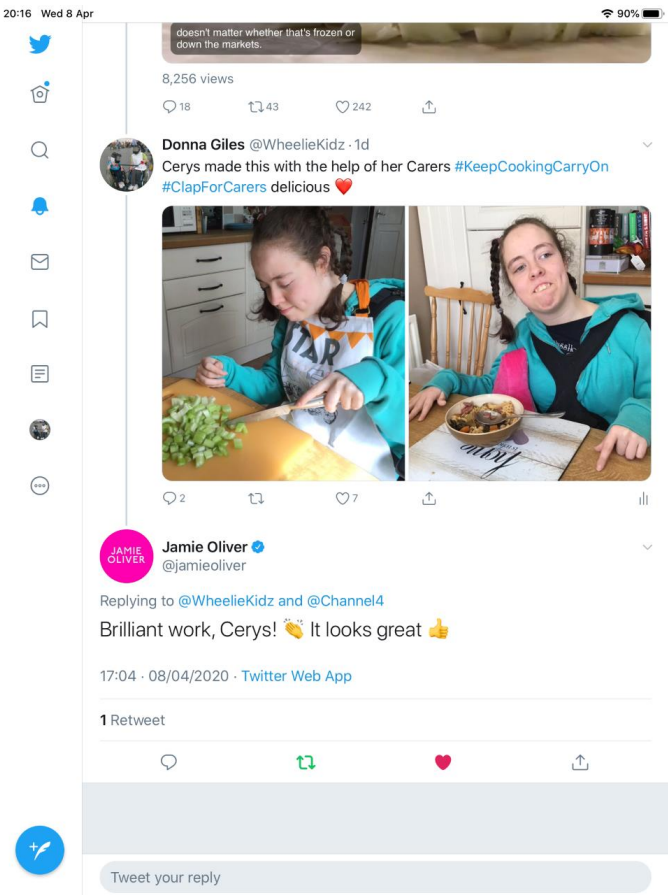 20:16 Wed 8 Apr
90%
doesn't matter whether that's frozen or
down the markets.
8,256 views
18 43 242
Donna Giles @WheelieKidz · 1d
Cerys made this with the help of her Carers #KeepCookingCarryOn
#ClapForCarers delicious ❤️
TAR
home
2 7
JAMIE
OLIVER
Jamie Oliver
@jamieoliver
Replying to @WheelieKidz and @Channel4
Brilliant work, Cerys! 👏 It looks great 👍
17:04 · 08/04/2020 · Twitter Web App
1 Retweet
Tweet your reply